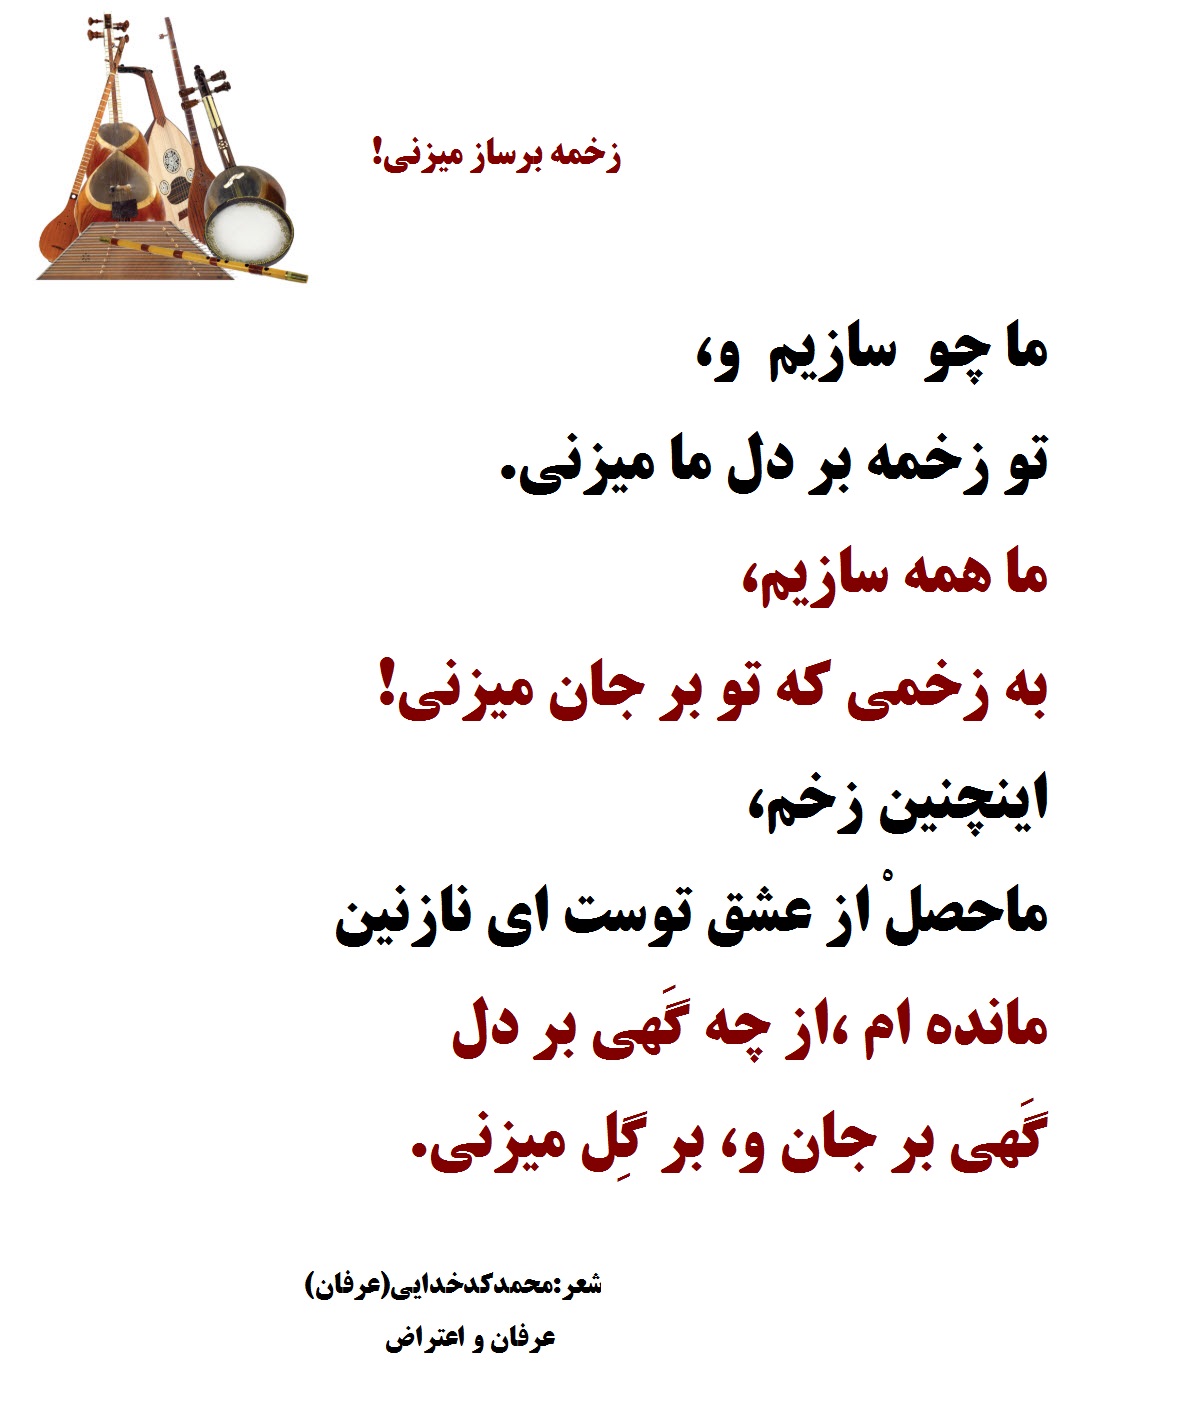 زخمه برساز میزنی!
ما چو سازیم و،
تو زخمه بر دل ما میزنی.
ما همه سازیم،
به زخمی که تو بر جان میزنی!
اینچنین زخم،
ماحصلْ از عشق توست ای نازنین
مانده ام ،از چه گَهی بر دل
گَهی بر جان و، بر گِل میزنی.
شعر:محمدکدخدایی(عرفان)
عرفان و اعتراض